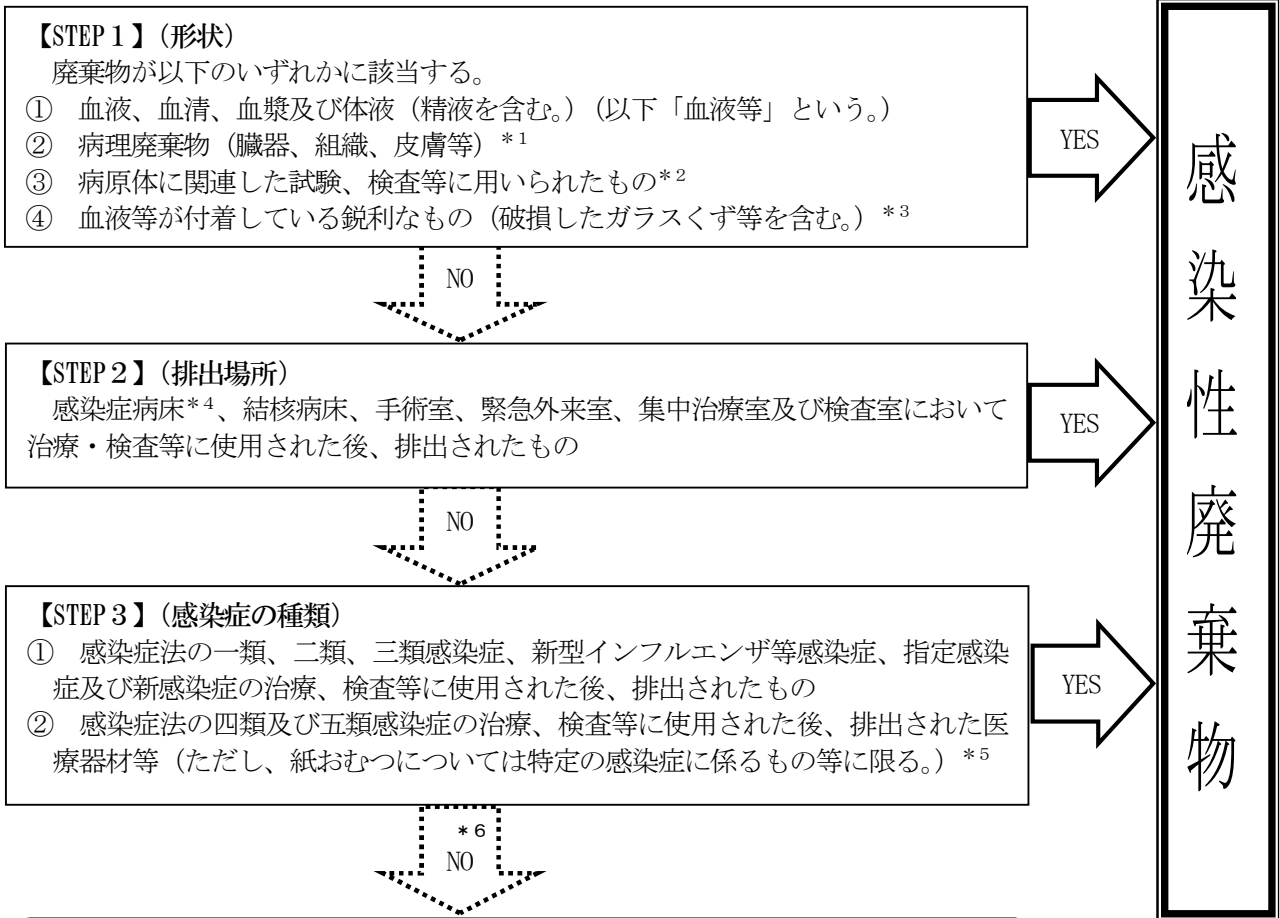 【STEP１】（形状）
廃棄物が以下のいずれかに該当する。
① 血液、血清、血漿及び体液（精液を含む。）（以下「血液等」という。）
② 病理廃棄物（臓器、組織、皮膚等）*1
③ 病原体に関連した試験、検査等に用いられたもの*2
④ 血液等が付着している鋭利なもの（破損したガラスくず等を含む。）*3
YES
NO
【STEP２】（排出場所）
感染症病床*4、結核病床、手術室、緊急外来室、集中治療室及び検査室において
治療・検査等に使用された後、排出されたもの
YES
NO
【STEP３】（感染症の種類）
① 感染症法の一類、二類、三類感染症、新型インフルエンザ等感染症、指定感染
症及び新感染症の治療、検査等に使用された後、排出されたもの
② 感染症法の四類及び五類感染症の治療、検査等に使用された後、排出された医
療器材等（ただし、紙おむつについては特定の感染症に係るもの等に限る。）*5
YES
*6
NO
感染性廃棄物